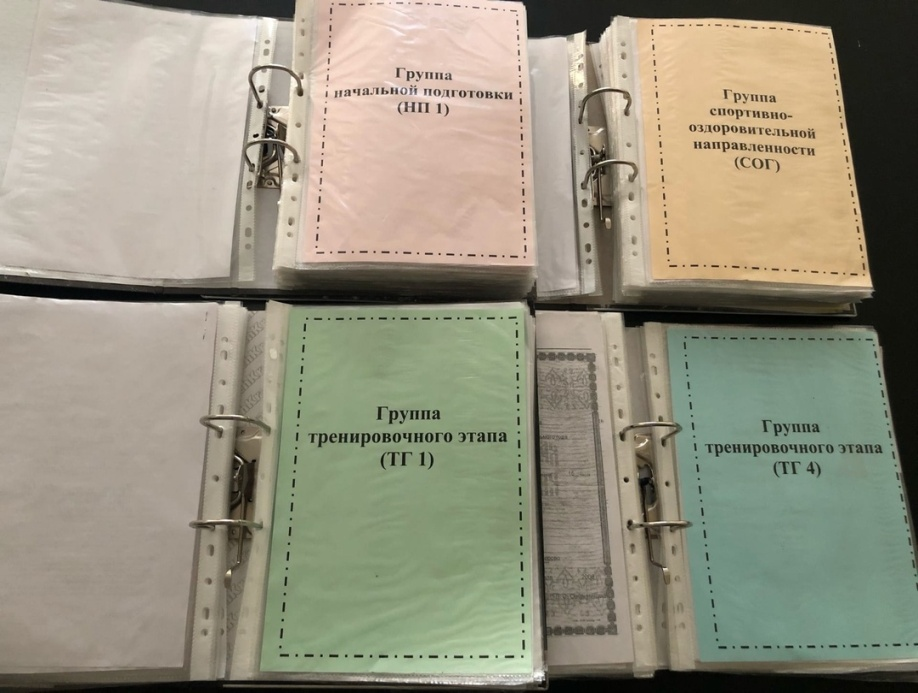 Группа
начальной подготовки
(НП 1)
Группа
спортивно-
оздоровительной
направленности
(СОГ)
Группа
тренировочного этапа
(ТГ 1)
Группа
тренировочного этапа
(ТГ 4)